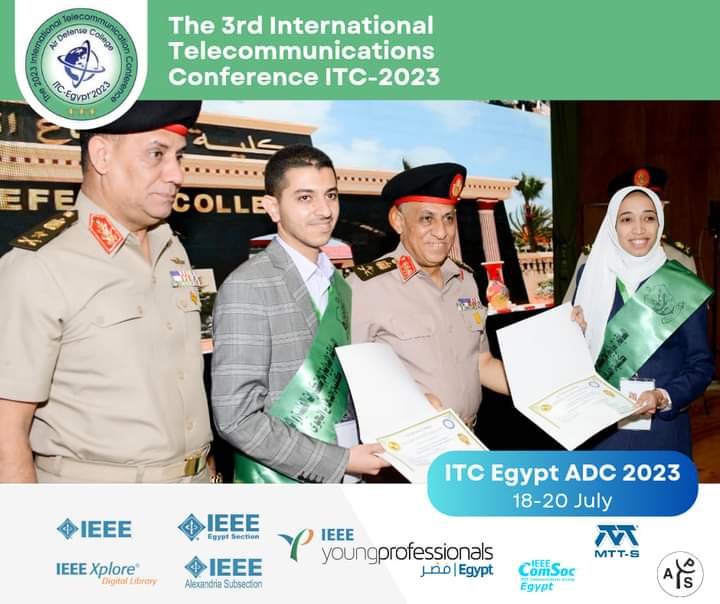 The 2023 International Telecommunication Conference
Air Defense College
ITC-Egypt'2023
The 3rd International
Telecommunications
Conference ITC-2023
كلية
EFE COLLE
ITC Egypt ADC 2023
18-20 July
IEEE
IEEE
Egypt Section
IEEE
youngprofessionals
مصر | Egypt
MTT-S
IEEE Xplore®
Digital Library
IEEE
Alexandria Subsection
IEEE
ComSoc
Egypt
A S